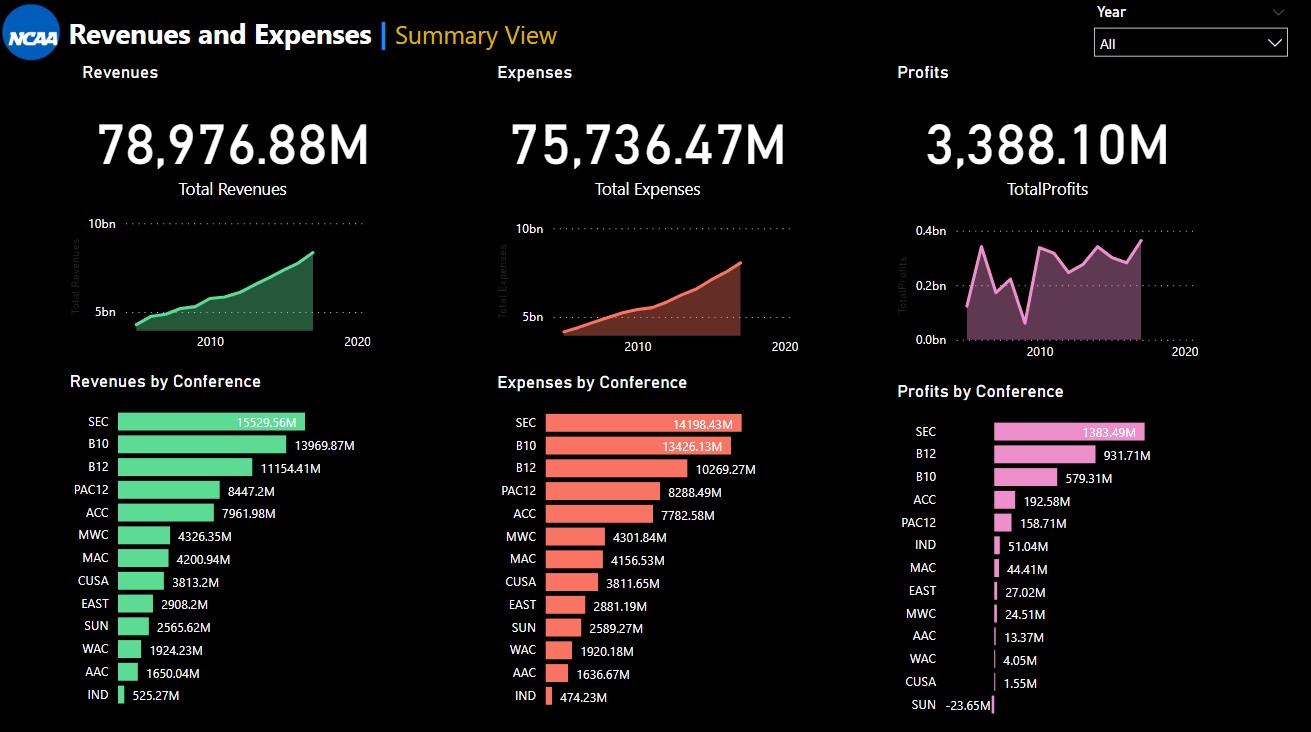 NCAA
Revenues and Expenses | Summary View
Year
All
Revenues
78,976.88M
Total Revenues
Total Revenues
10bn
5bn
2010
2020
Revenues by Conference
SEC 15529.56M
B10 13969.87M
B12 11154.41M
PAC12 8447.2M
ACC 7961.98M
MWC 4326.35M
MAC 4200.94M
CUSA 3813.2M
EAST 2908.2M
SUN 2565.62M
WAC 1924.23M
AAC 1650.04M
IND 525.27M
Expenses
75,736.47M
Total Expenses
Total Expenses
10bn
5bn
2010
2020
Expenses by Conference
SEC 14198.43M
B10 13426.13M
B12 10269.27M
PAC12 8288.49M
ACC 7782.58M
MWC 4301.84M
MAC 4156.53M
CUSA 3811.65M
EAST 2881.19M
SUN 2589.27M
WAC 1920.18M
AAC 1636.67M
IND 474.23M
Profits
3,388.10M
TotalProfits
TotalProfits
0.4bn
0.2bn
0.0bn
2010
2020
Profits by Conference
SEC 1383.49M
B12 931.71M
B10 579.31M
ACC 192.58M
PAC12 158.71M
IND 51.04M
MAC 44.41M
EAST 27.02M
MWC 24.51M
AAC 13.37M
WAC 4.05M
CUSA 1.55M
SUN -23.65M